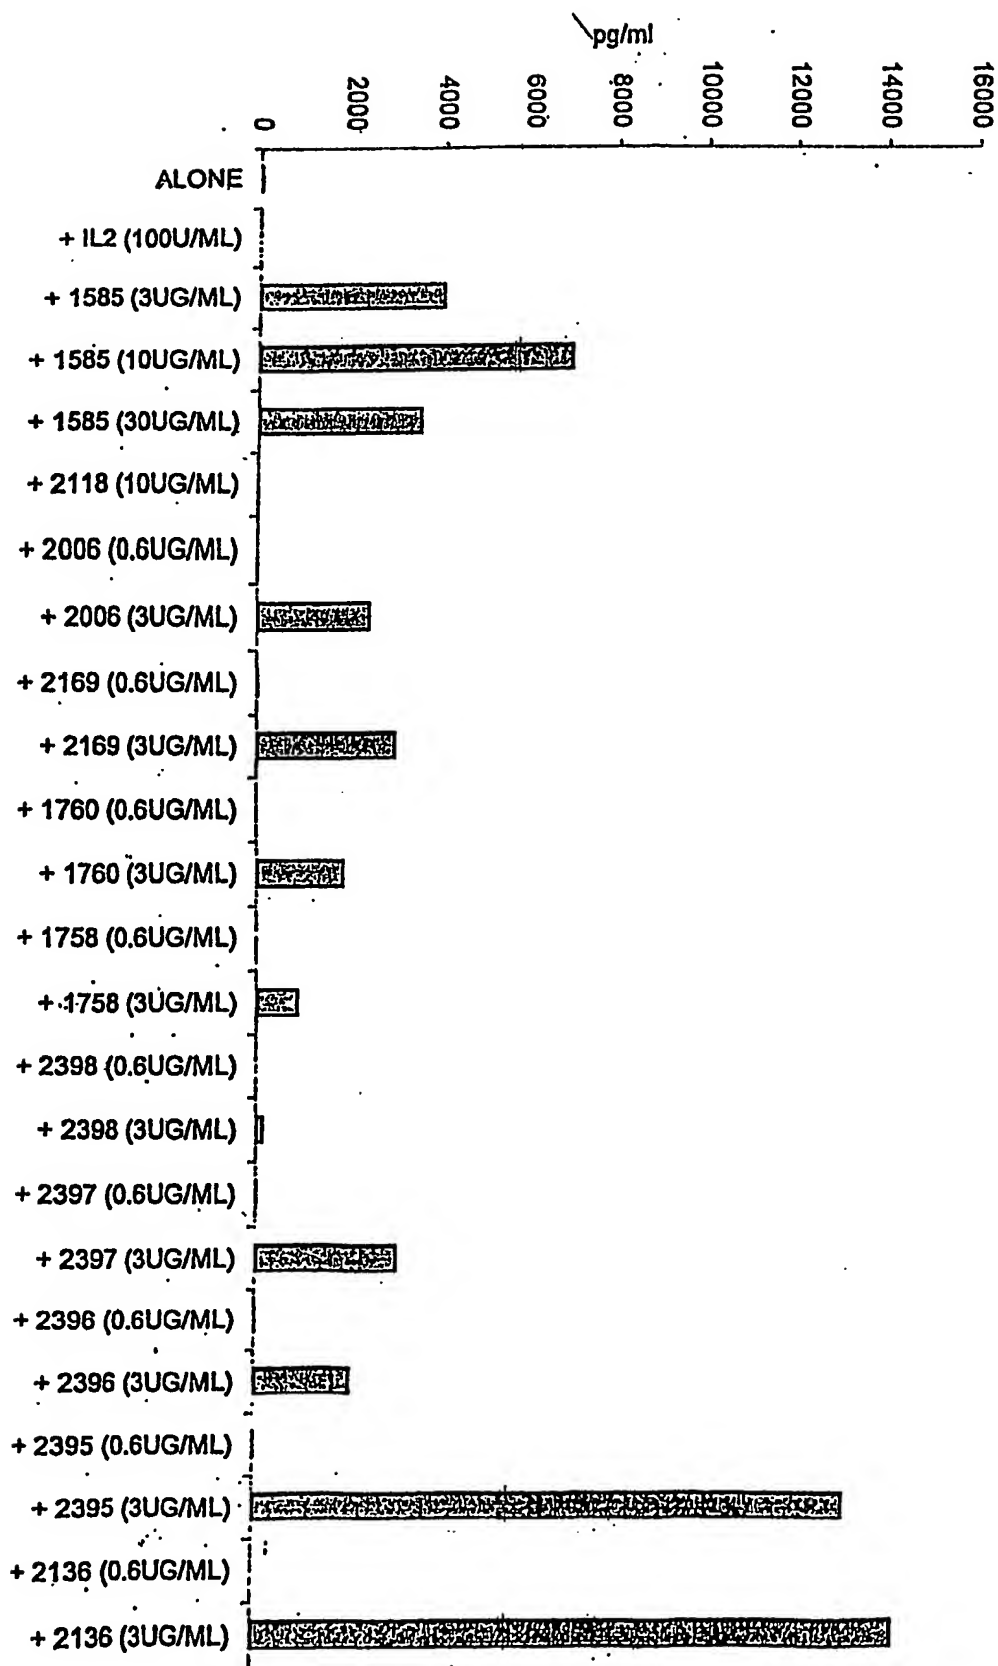 pg/ml
0
2000
4000
6000
8000
10000
12000
14000
16000
ALONE
+ IL2 (100U/ML)
+ 1585 (3UG/ML)
+ 1585 (10UG/ML)
+ 1585 (30UG/ML)
+ 2118 (10UG/ML)
+ 2006 (0.6UG/ML)
+ 2006 (3UG/ML)
+ 2169 (0.6UG/ML)
+ 2169 (3UG/ML)
+ 1760 (0.6UG/ML)
+ 1760 (3UG/ML)
+ 1758 (0.6UG/ML)
+ 1758 (3UG/ML)
+ 2398 (0.6UG/ML)
+ 2398 (3UG/ML)
+ 2397 (0.6UG/ML)
+ 2397 (3UG/ML)
+ 2396 (0.6UG/ML)
+ 2396 (3UG/ML)
+ 2395 (0.6UG/ML)
+ 2395 (3UG/ML)
+ 2136 (0.6UG/ML)
+ 2136 (3UG/ML)